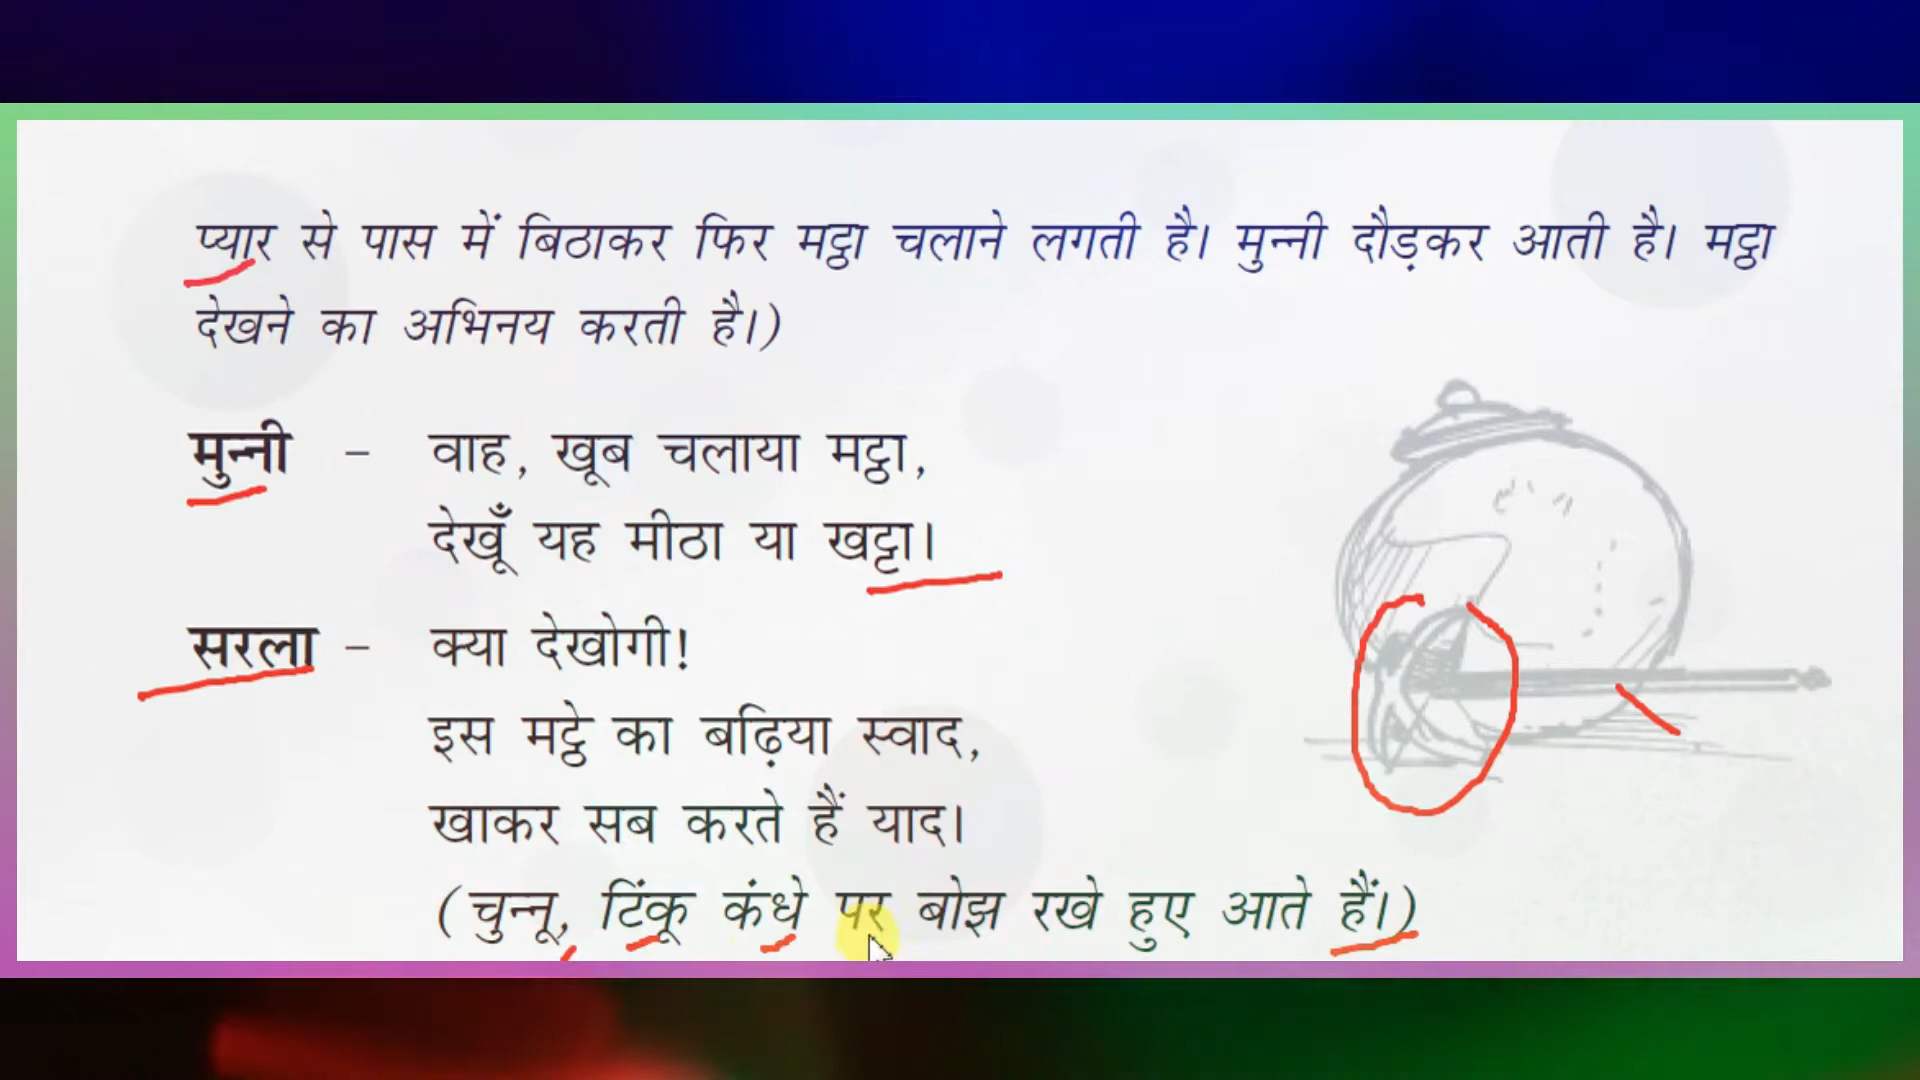 प्यार से पास में बिठाकर फिर मट्ठा चलाने लगती है। मुन्नी दौड़कर आती है। मट्ठा
देखने का अभिनय करती है।)
मुन्नी - वाह, खूब चलाया मट्ठा,
देखूँ यह मीठा या खट्टा।
सरला - क्या देखोगी!
इस मट्ठे का बढ़िया स्वाद,
खाकर सब करते हैं याद।
(चुन्नू, टिंकू कंधे पर बोझ रखे हुए आते हैं।)